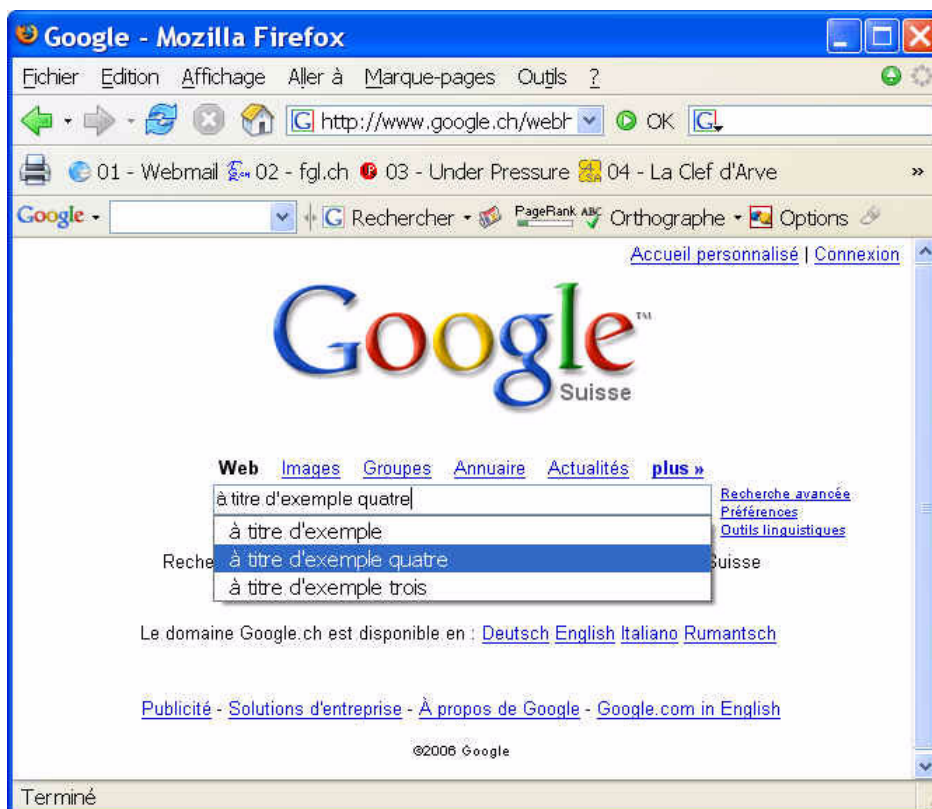 Google - Mozilla Firefox
Fichier Edition Affichage Aller à Marque-pages Outils ?
G http://www.google.ch/webh OK G
01 - Webmail 02 - fgl.ch 03 - Under Pressure 04 - La Clef d'Arve »
Google G Rechercher PageRank ABC Orthographe Options
Accueil personnalisé | Connexion
Google™
Suisse
Web Images Groupes Annuaire Actualités plus »
à titre d'exemple quatre Recherche avancée
Préférences
à titre d'exemple Outils linguistiques
Reche à titre d'exemple quatre Suisse
à titre d'exemple trois
Le domaine Google.ch est disponible en : Deutsch English Italiano Rumantsch
Publicité - Solutions d'entreprise - À propos de Google - Google.com in English
©2006 Google
Terminé